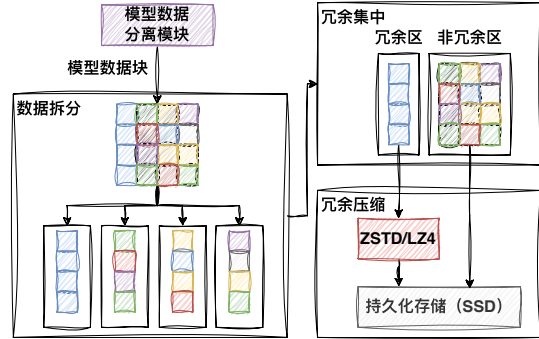 模型数据
分离模块
模型数据块
数据拆分
冗余集中
冗余区 非冗余区
冗余压缩
ZSTD/LZ4
持久化存储（SSD）